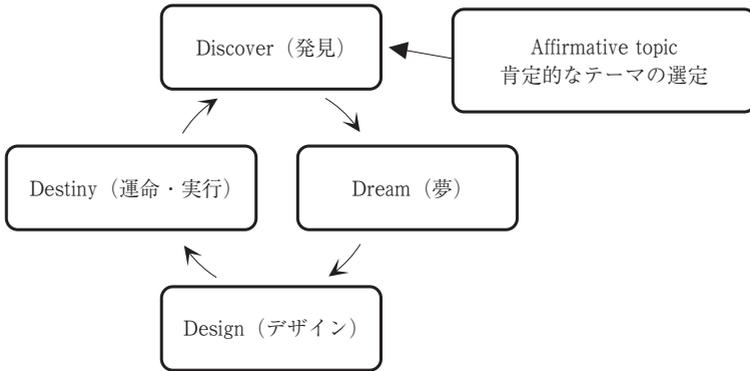 Discover（発見）
Affirmative topic
肯定的なテーマの選定
Destiny（運命・実行）
Dream（夢）
Design（デザイン）